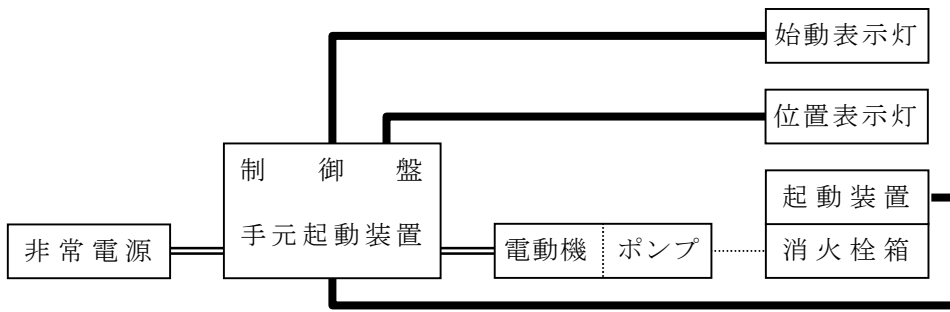 始動表示灯
位置表示灯
制御盤
手元起動装置
起動装置
非常電源
電動機
ポンプ
消火栓箱